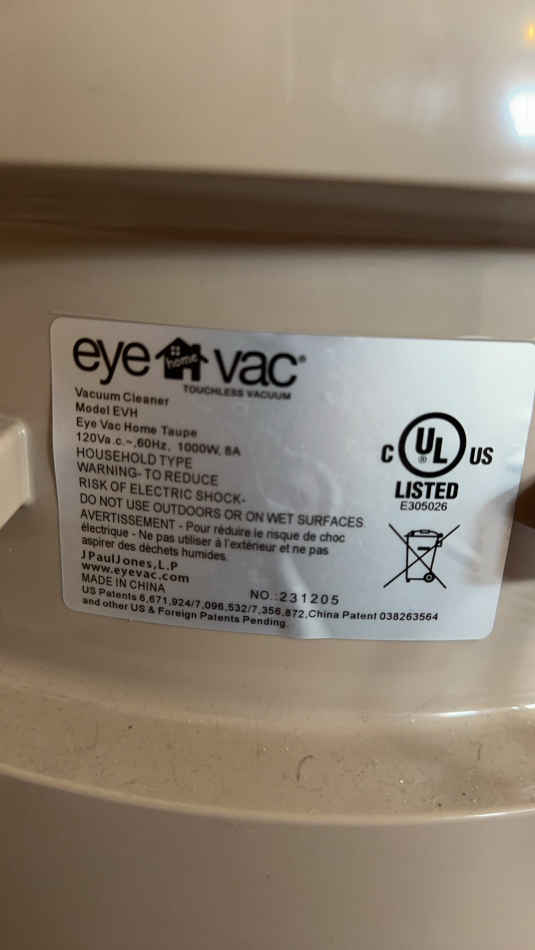 eye home vac®
TOUCHLESS VACUUM
Vacuum Cleaner
Model EVH
Eye Vac Home Taupe
120Va.c.~,60Hz, 1000W, 8A
HOUSEHOLD TYPE
WARNING- TO REDUCE
RISK OF ELECTRIC SHOCK-
DO NOT USE OUTDOORS OR ON WET SURFACES
AVERTISSEMENT - Pour réduire le risque de choc
électrique - Ne pas utiliser à l'extérieur et ne pas
aspirer des déchets humides.
JPaulJones,L.P
www.eyevac.com
MADE IN CHINA
NO.:231205
US Patents 6,671,924/7,096,532/7,356,872,China Patent 038263564
and other US & Foreign Patents Pending.
C UL® US
LISTED
E305026